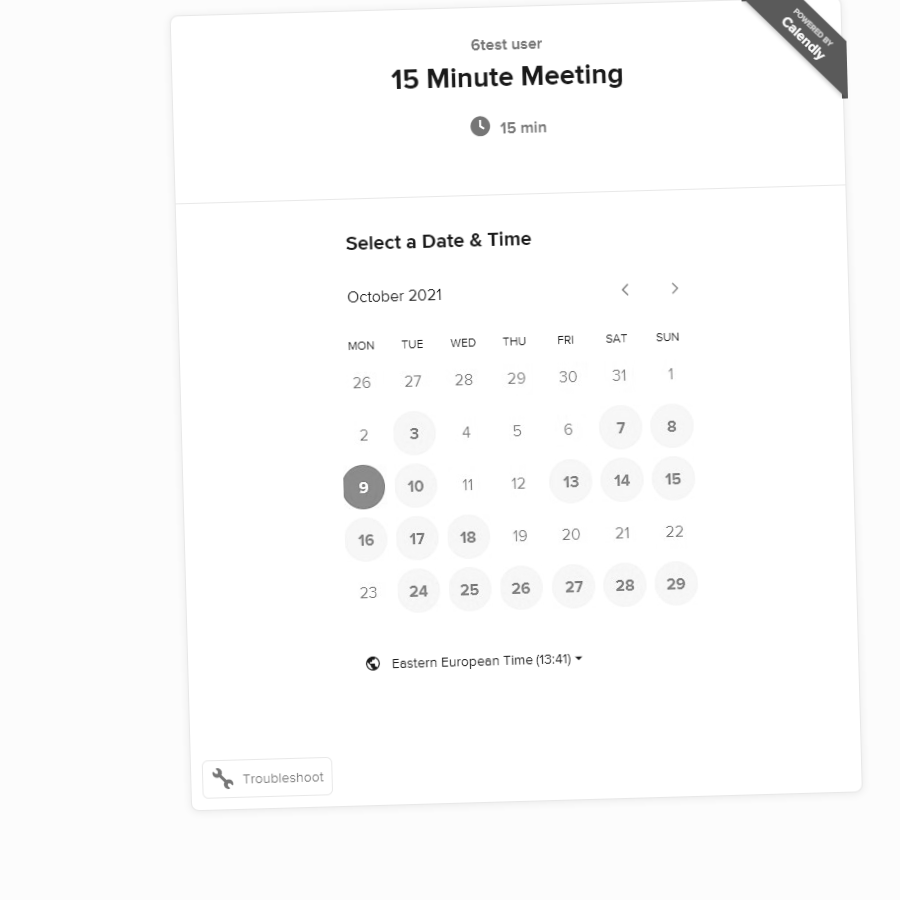 POWERED BY
Calendly
6test user
15 Minute Meeting
15 min
Select a Date & Time
October 2021
MON TUE WED THU FRI SAT SUN
26 27 28 29 30 31 1
2 3 4 5 6 7 8
9 10 11 12 13 14 15
16 17 18 19 20 21 22
23 24 25 26 27 28 29
Eastern European Time (13:41)
Troubleshoot